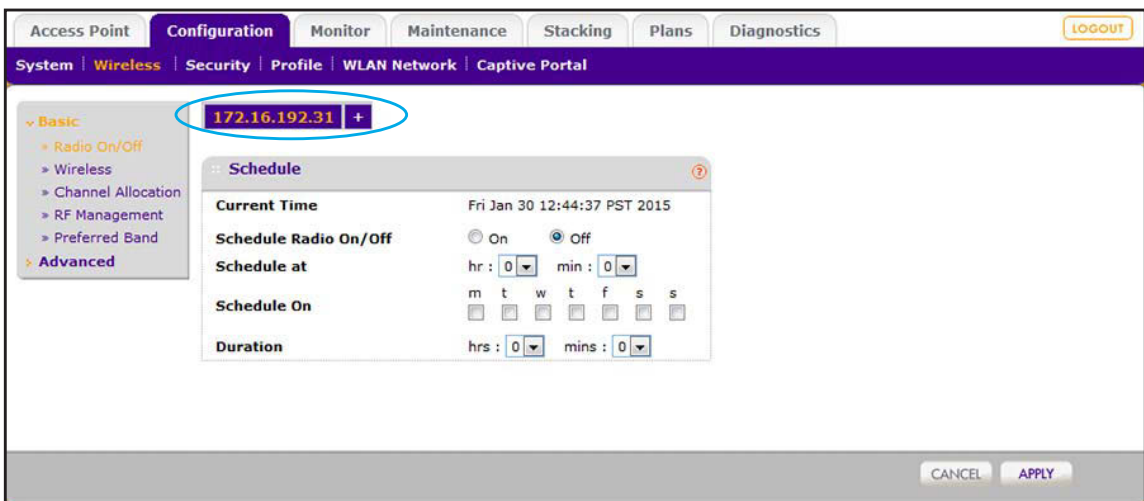 Access Point Configuration Monitor Maintenance Stacking Plans Diagnostics LOGOUT
System | Wireless | Security | Profile | WLAN Network | Captive Portal
Basic
» Radio On/Off
» Wireless
» Channel Allocation
» RF Management
» Preferred Band
Advanced
172.16.192.31 +
Schedule ?
Current Time Fri Jan 30 12:44:37 PST 2015
Schedule Radio On/Off On Off
Schedule at hr : 0 min : 0
m t w t f s s
Schedule On
Duration hrs : 0 mins : 0
CANCEL APPLY